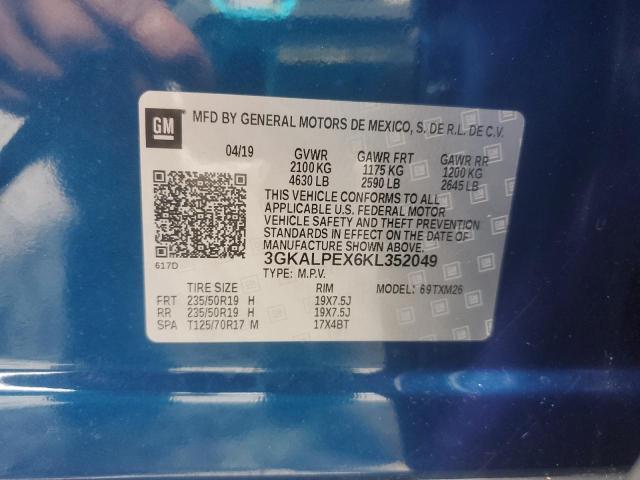 GM MFD BY GENERAL MOTORS DE MEXICO, S. DE R.L. DE C.V.
04/19 GVWR GAWR FRT GAWR RR
2100 KG 1175 KG 1200 KG
4630 LB 2590 LB 2645 LB
THIS VEHICLE CONFORMS TO ALL
APPLICABLE U.S. FEDERAL MOTOR
VEHICLE SAFETY AND THEFT PREVENTION
STANDARDS IN EFFECT ON THE DATE OF
MANUFACTURE SHOWN ABOVE.
617D 3GKALPEX6KL352049
TYPE: M.P.V. MODEL: 69TXM26
TIRE SIZE RIM
FRT 235/50R19 H 19X7.5J
RR 235/50R19 H 19X7.5J
SPA T125/70R17 M 17X4BT